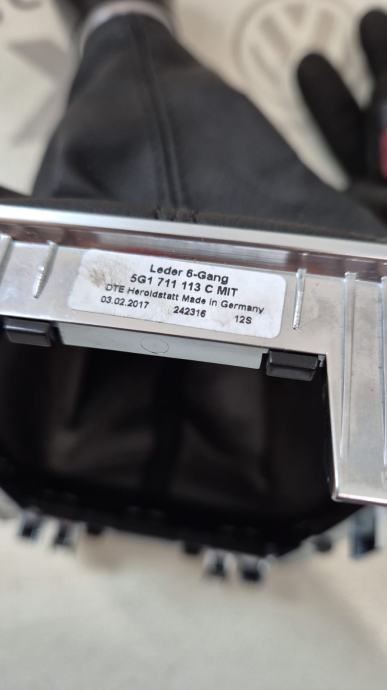 Leder 6-Gang
5G1 711 113 C MIT
DTE Heroldstatt Made in Germany
03.02.2017 242316 12S